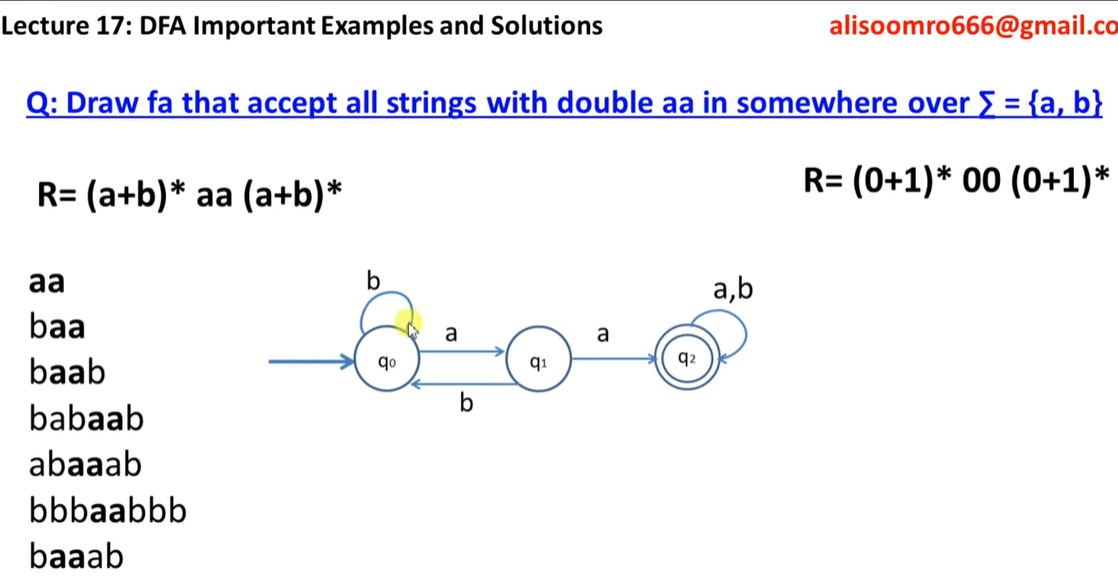 Lecture 17: DFA Important Examples and Solutions
alisoomro666@gmail.co
Q: Draw fa that accept all strings with double aa in somewhere over ∑ = {a, b}
R= (a+b)* aa (a+b)*
R= (0+1)* 00 (0+1)*
aa
baa
baab
babaab
abaaab
bbbaabbb
baaab
b
a
a
a,b
q0
q1
q2
b